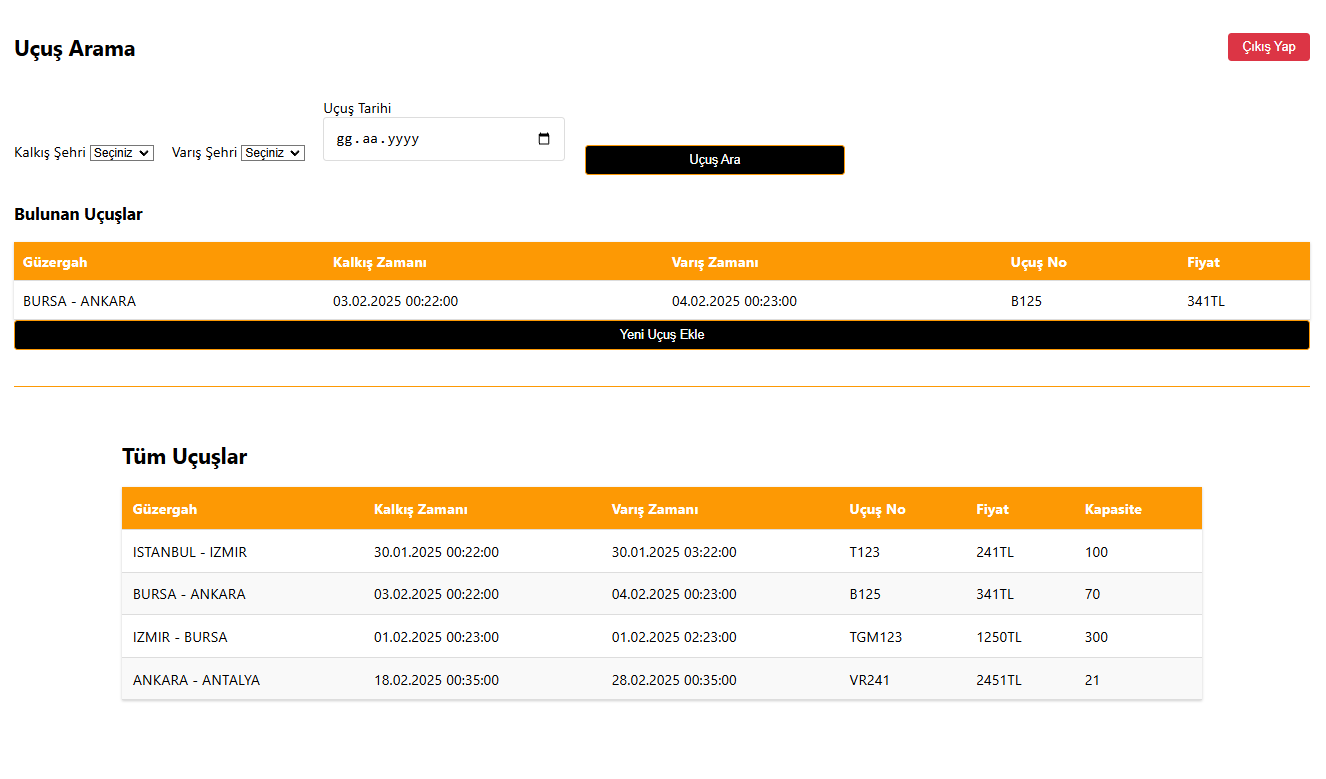 Uçuş Arama
Çıkış Yap
Uçuş Tarihi
Kalkış Şehri Seçiniz Varış Şehri Seçiniz gg.aa.yyyy Uçuş Ara
Bulunan Uçuşlar
Güzergah Kalkış Zamanı Varış Zamanı Uçuş No Fiyat
BURSA - ANKARA 03.02.2025 00:22:00 04.02.2025 00:23:00 B125 341TL
Yeni Uçuş Ekle
Tüm Uçuşlar
Güzergah Kalkış Zamanı Varış Zamanı Uçuş No Fiyat Kapasite
ISTANBUL - IZMIR 30.01.2025 00:22:00 30.01.2025 03:22:00 T123 241TL 100
BURSA - ANKARA 03.02.2025 00:22:00 04.02.2025 00:23:00 B125 341TL 70
IZMIR - BURSA 01.02.2025 00:23:00 01.02.2025 02:23:00 TGM123 1250TL 300
ANKARA - ANTALYA 18.02.2025 00:35:00 28.02.2025 00:35:00 VR241 2451TL 21